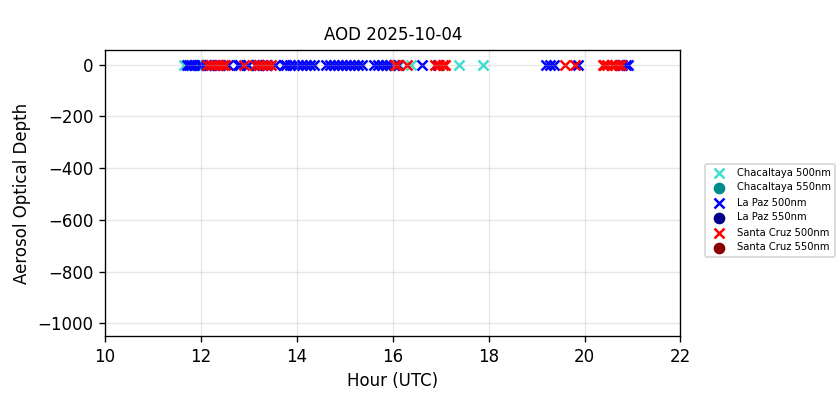 AOD 2025-10-04
Aerosol Optical Depth
0
−200
−400
−600
−800
−1000
10 12 14 16 18 20 22
Hour (UTC)
Chacaltaya 500nm
Chacaltaya 550nm
La Paz 500nm
La Paz 550nm
Santa Cruz 500nm
Santa Cruz 550nm